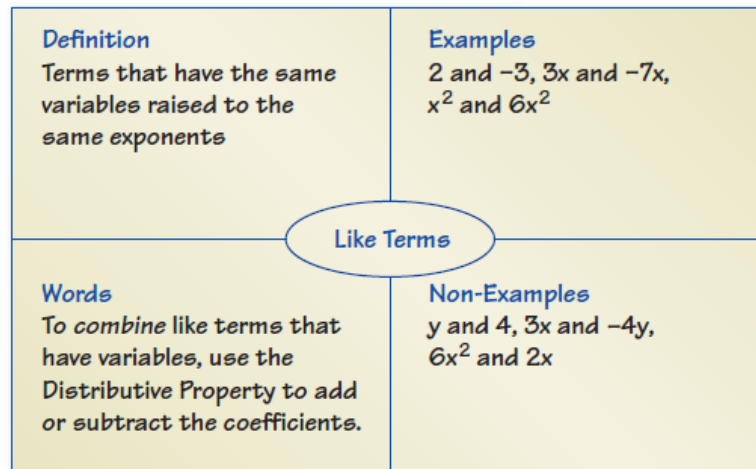 Definition
Terms that have the same
variables raised to the
same exponents
Examples
2 and −3, 3x and −7x,
x² and 6x²
Like Terms
Words
To combine like terms that
have variables, use the
Distributive Property to add
or subtract the coefficients.
Non-Examples
y and 4, 3x and −4y,
6x² and 2x